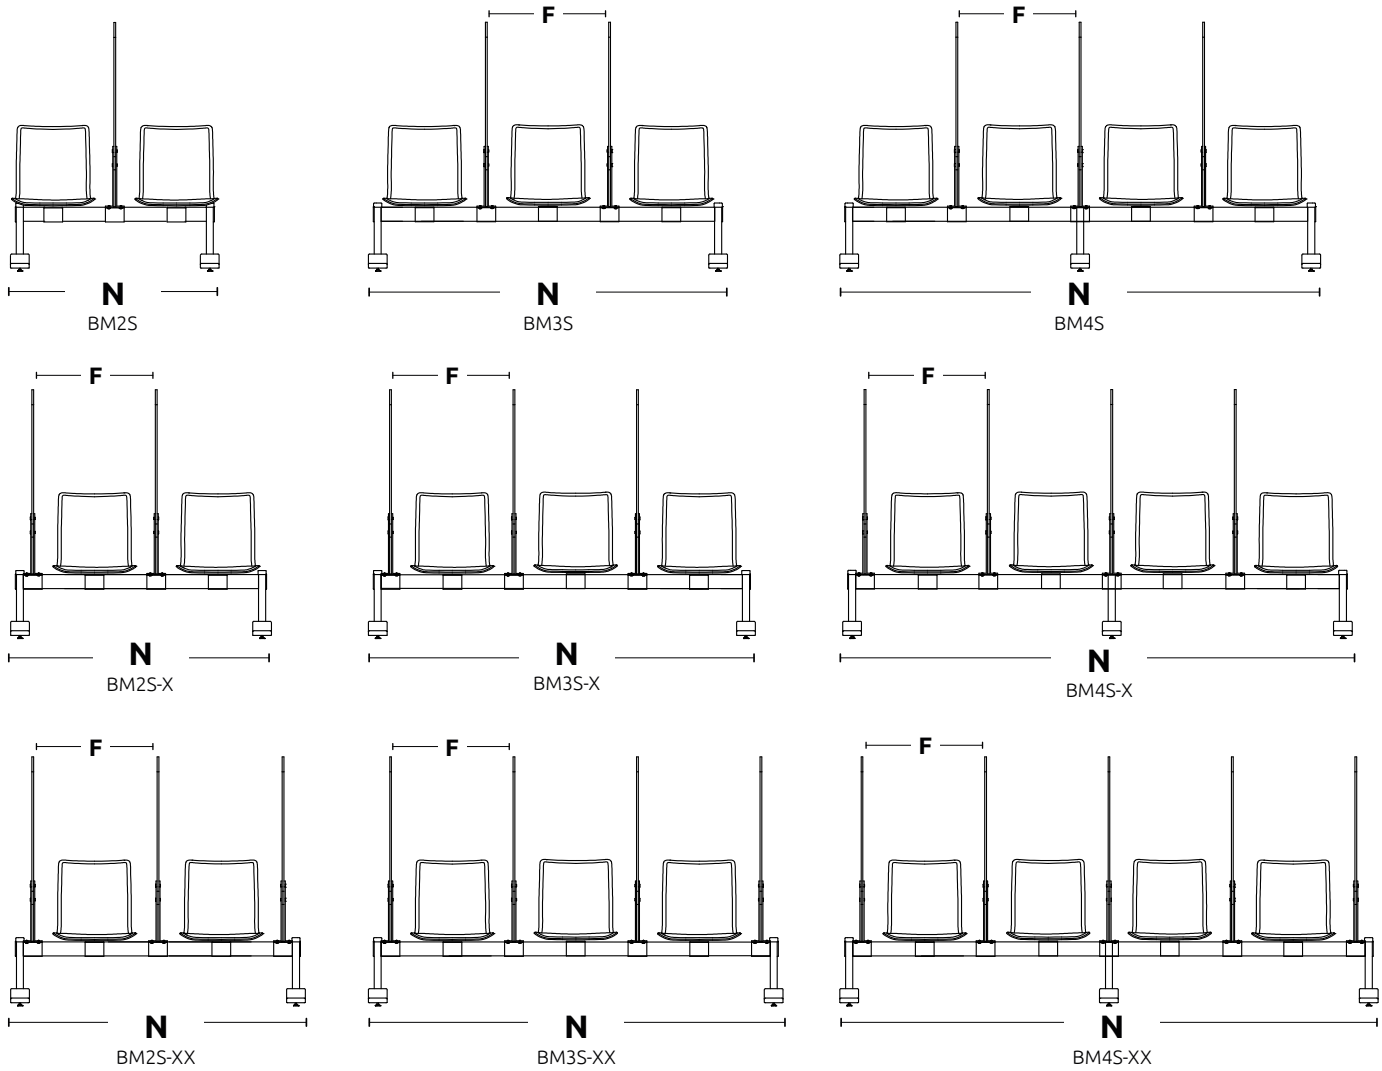 F F
N N N
BM2S BM3S BM4S
F F F
N N N
BM2S-X BM3S-X BM4S-X
F F F
N N N
BM2S-XX BM3S-XX BM4S-XX